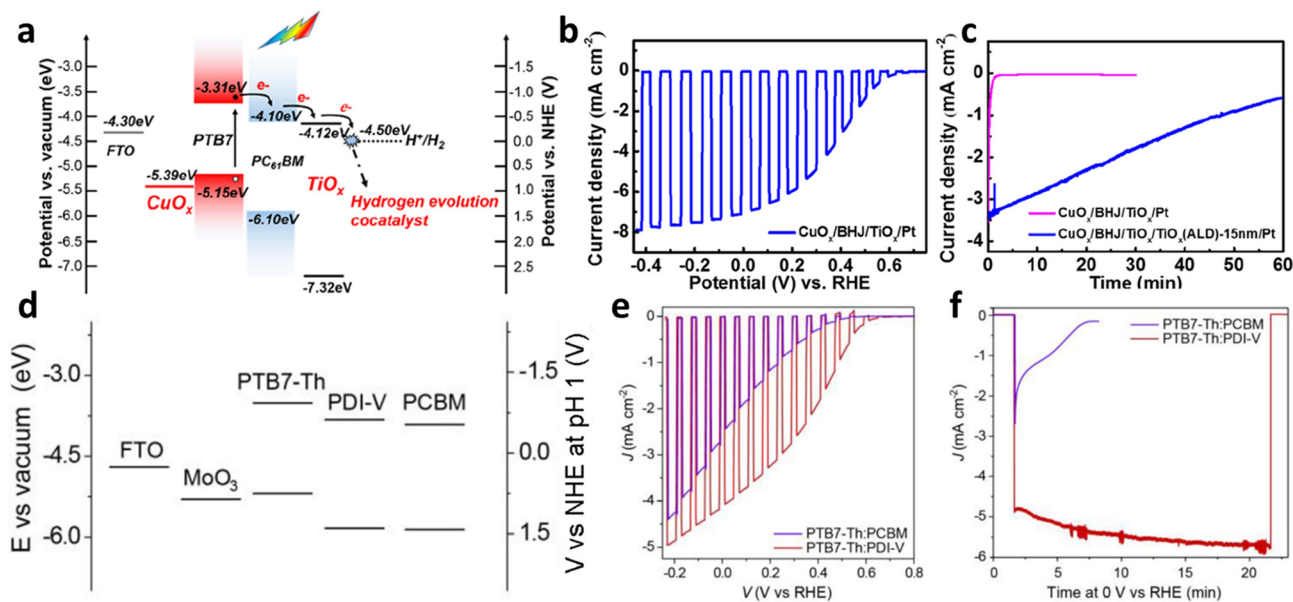 a
Potential vs. vacuum (eV)
-3.0
-3.5
-4.0
-4.5
-5.0
-5.5
-6.0
-6.5
-7.0
-4.30eV
FTO
-5.39eV
CuOx
-3.31eV
PTB7
-5.15eV
e-
e-
e-
-4.10eV
PC61BM
-6.10eV
-4.12eV
-4.50eV
H+/H2
TiOx
Hydrogen evolution
cocatalyst
-7.32eV
-1.5
-1.0
-0.5
0.0
0.5
1.0
1.5
2.0
2.5
Potential vs. NHE (V)
b
Current density (mA cm-2)
0
-2
-4
-6
-8
CuOx/BHJ/TiOx/Pt
-0.4 -0.2 0.0 0.2 0.4 0.6
Potential (V) vs. RHE
c
Current density (mA cm-2)
0
-1
-2
-3
-4
CuOx/BHJ/TiOx/Pt
CuOx/BHJ/TiOx/TiOx(ALD)-15nm/Pt
0 10 20 30 40 50 60
Time (min)
d
E vs vacuum (eV)
-3.0
-4.5
-6.0
FTO
MoO3
PTB7-Th
PDI-V
PCBM
-1.5
0.0
1.5
V vs NHE at pH 1 (V)
e
J (mA cm-2)
0
-1
-2
-3
-4
-5
PTB7-Th:PCBM
PTB7-Th:PDI-V
-0.2 0.0 0.2 0.4 0.6 0.8
V (V vs RHE)
f
J (mA cm-2)
0
-1
-2
-3
-4
-5
-6
PTB7-Th:PCBM
PTB7-Th:PDI-V
0 5 10 15 20
Time at 0 V vs RHE (min)